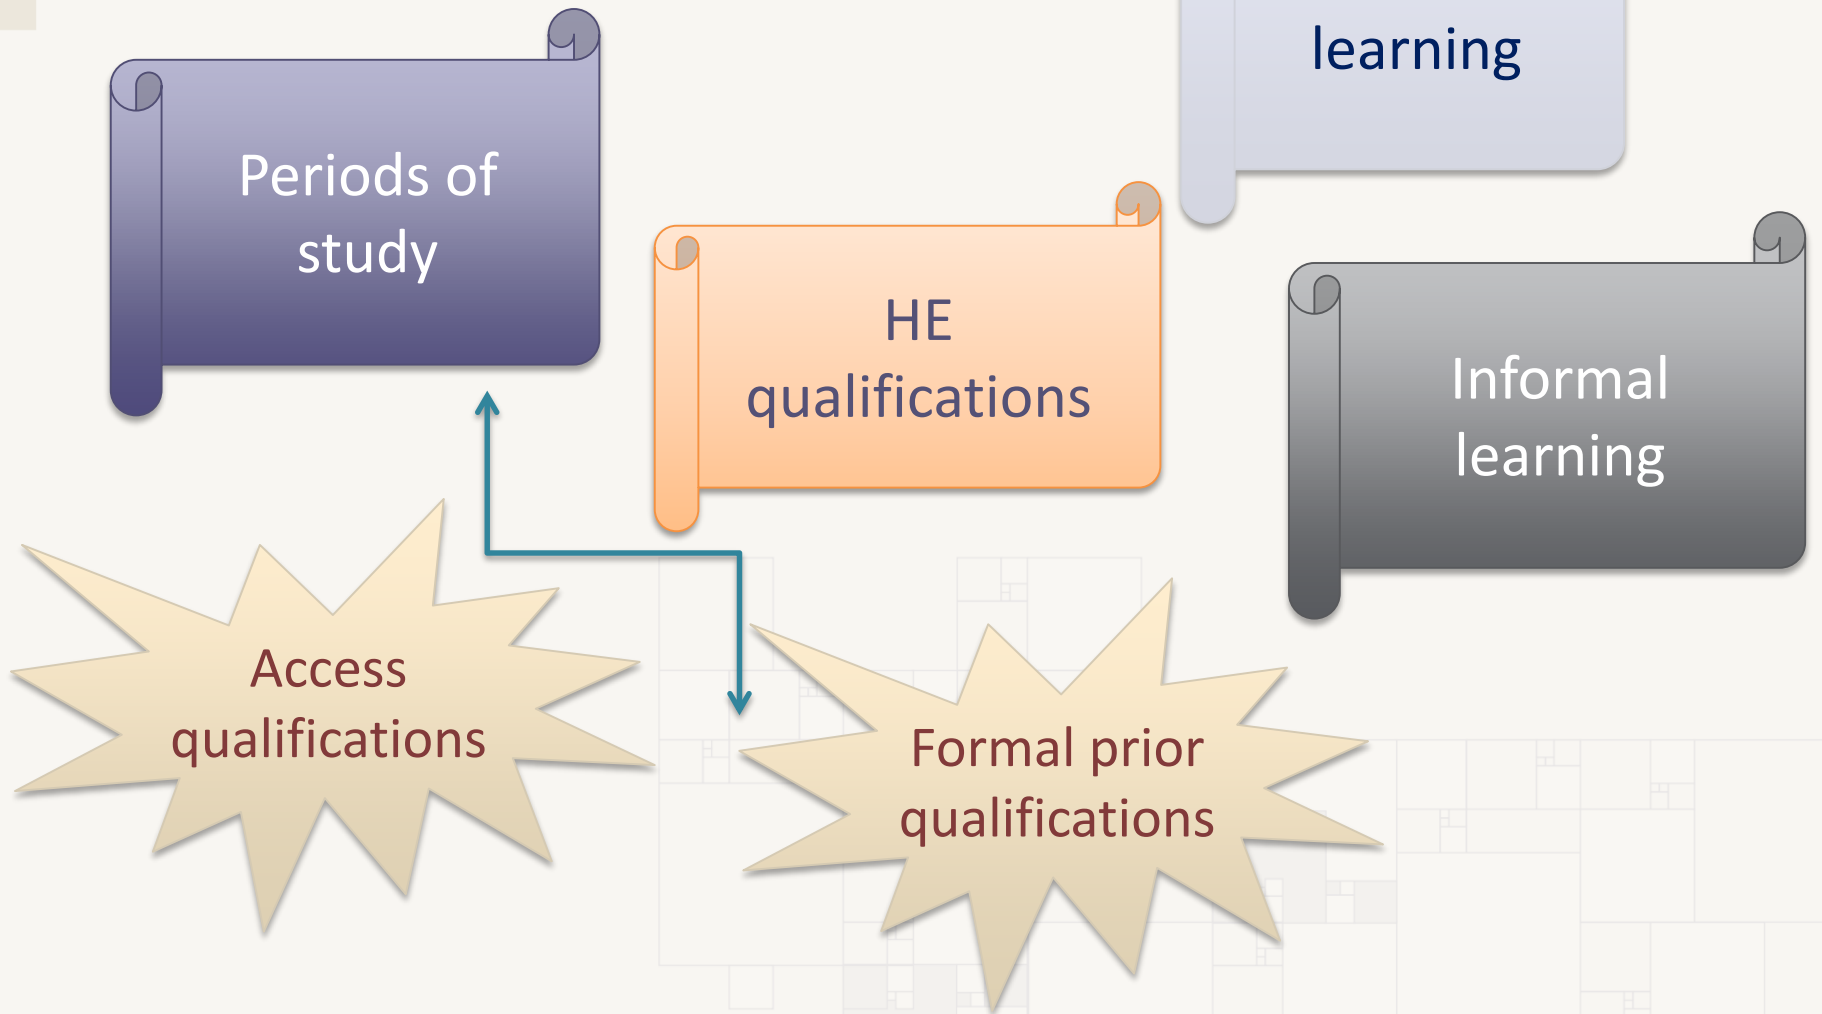 learning
Periods of
study
HE
qualifications
Informal
learning
Access
qualifications
Formal prior
qualifications